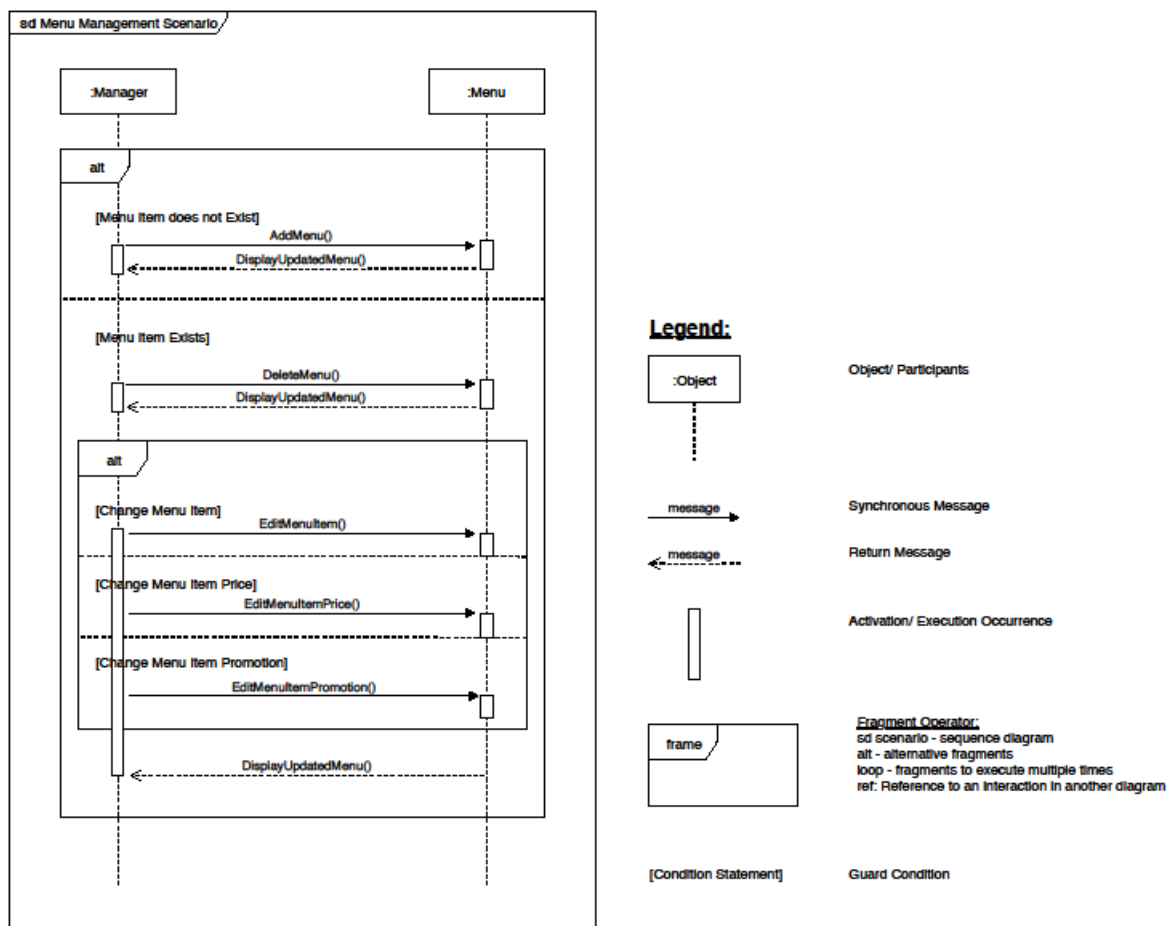 sd Menu Management Scenario
:Manager
:Menu
alt
[Menu Item does not Exist]
AddMenu()
DisplayUpdatedMenu()
[Menu Item Exists]
DeleteMenu()
DisplayUpdatedMenu()
alt
[Change Menu Item]
EditMenuItem()
[Change Menu Item Price]
EditMenuItemPrice()
[Change Menu Item Promotion]
EditMenuItemPromotion()
DisplayUpdatedMenu()
Legend:
:Object
Object/ Participants
message
Synchronous Message
message
Return Message
Activation/ Execution Occurrence
frame
Fragment Operator:
sd scenario - sequence diagram
alt - alternative fragments
loop - fragments to execute multiple times
ref: Reference to an interaction in another diagram
[Condition Statement]
Guard Condition